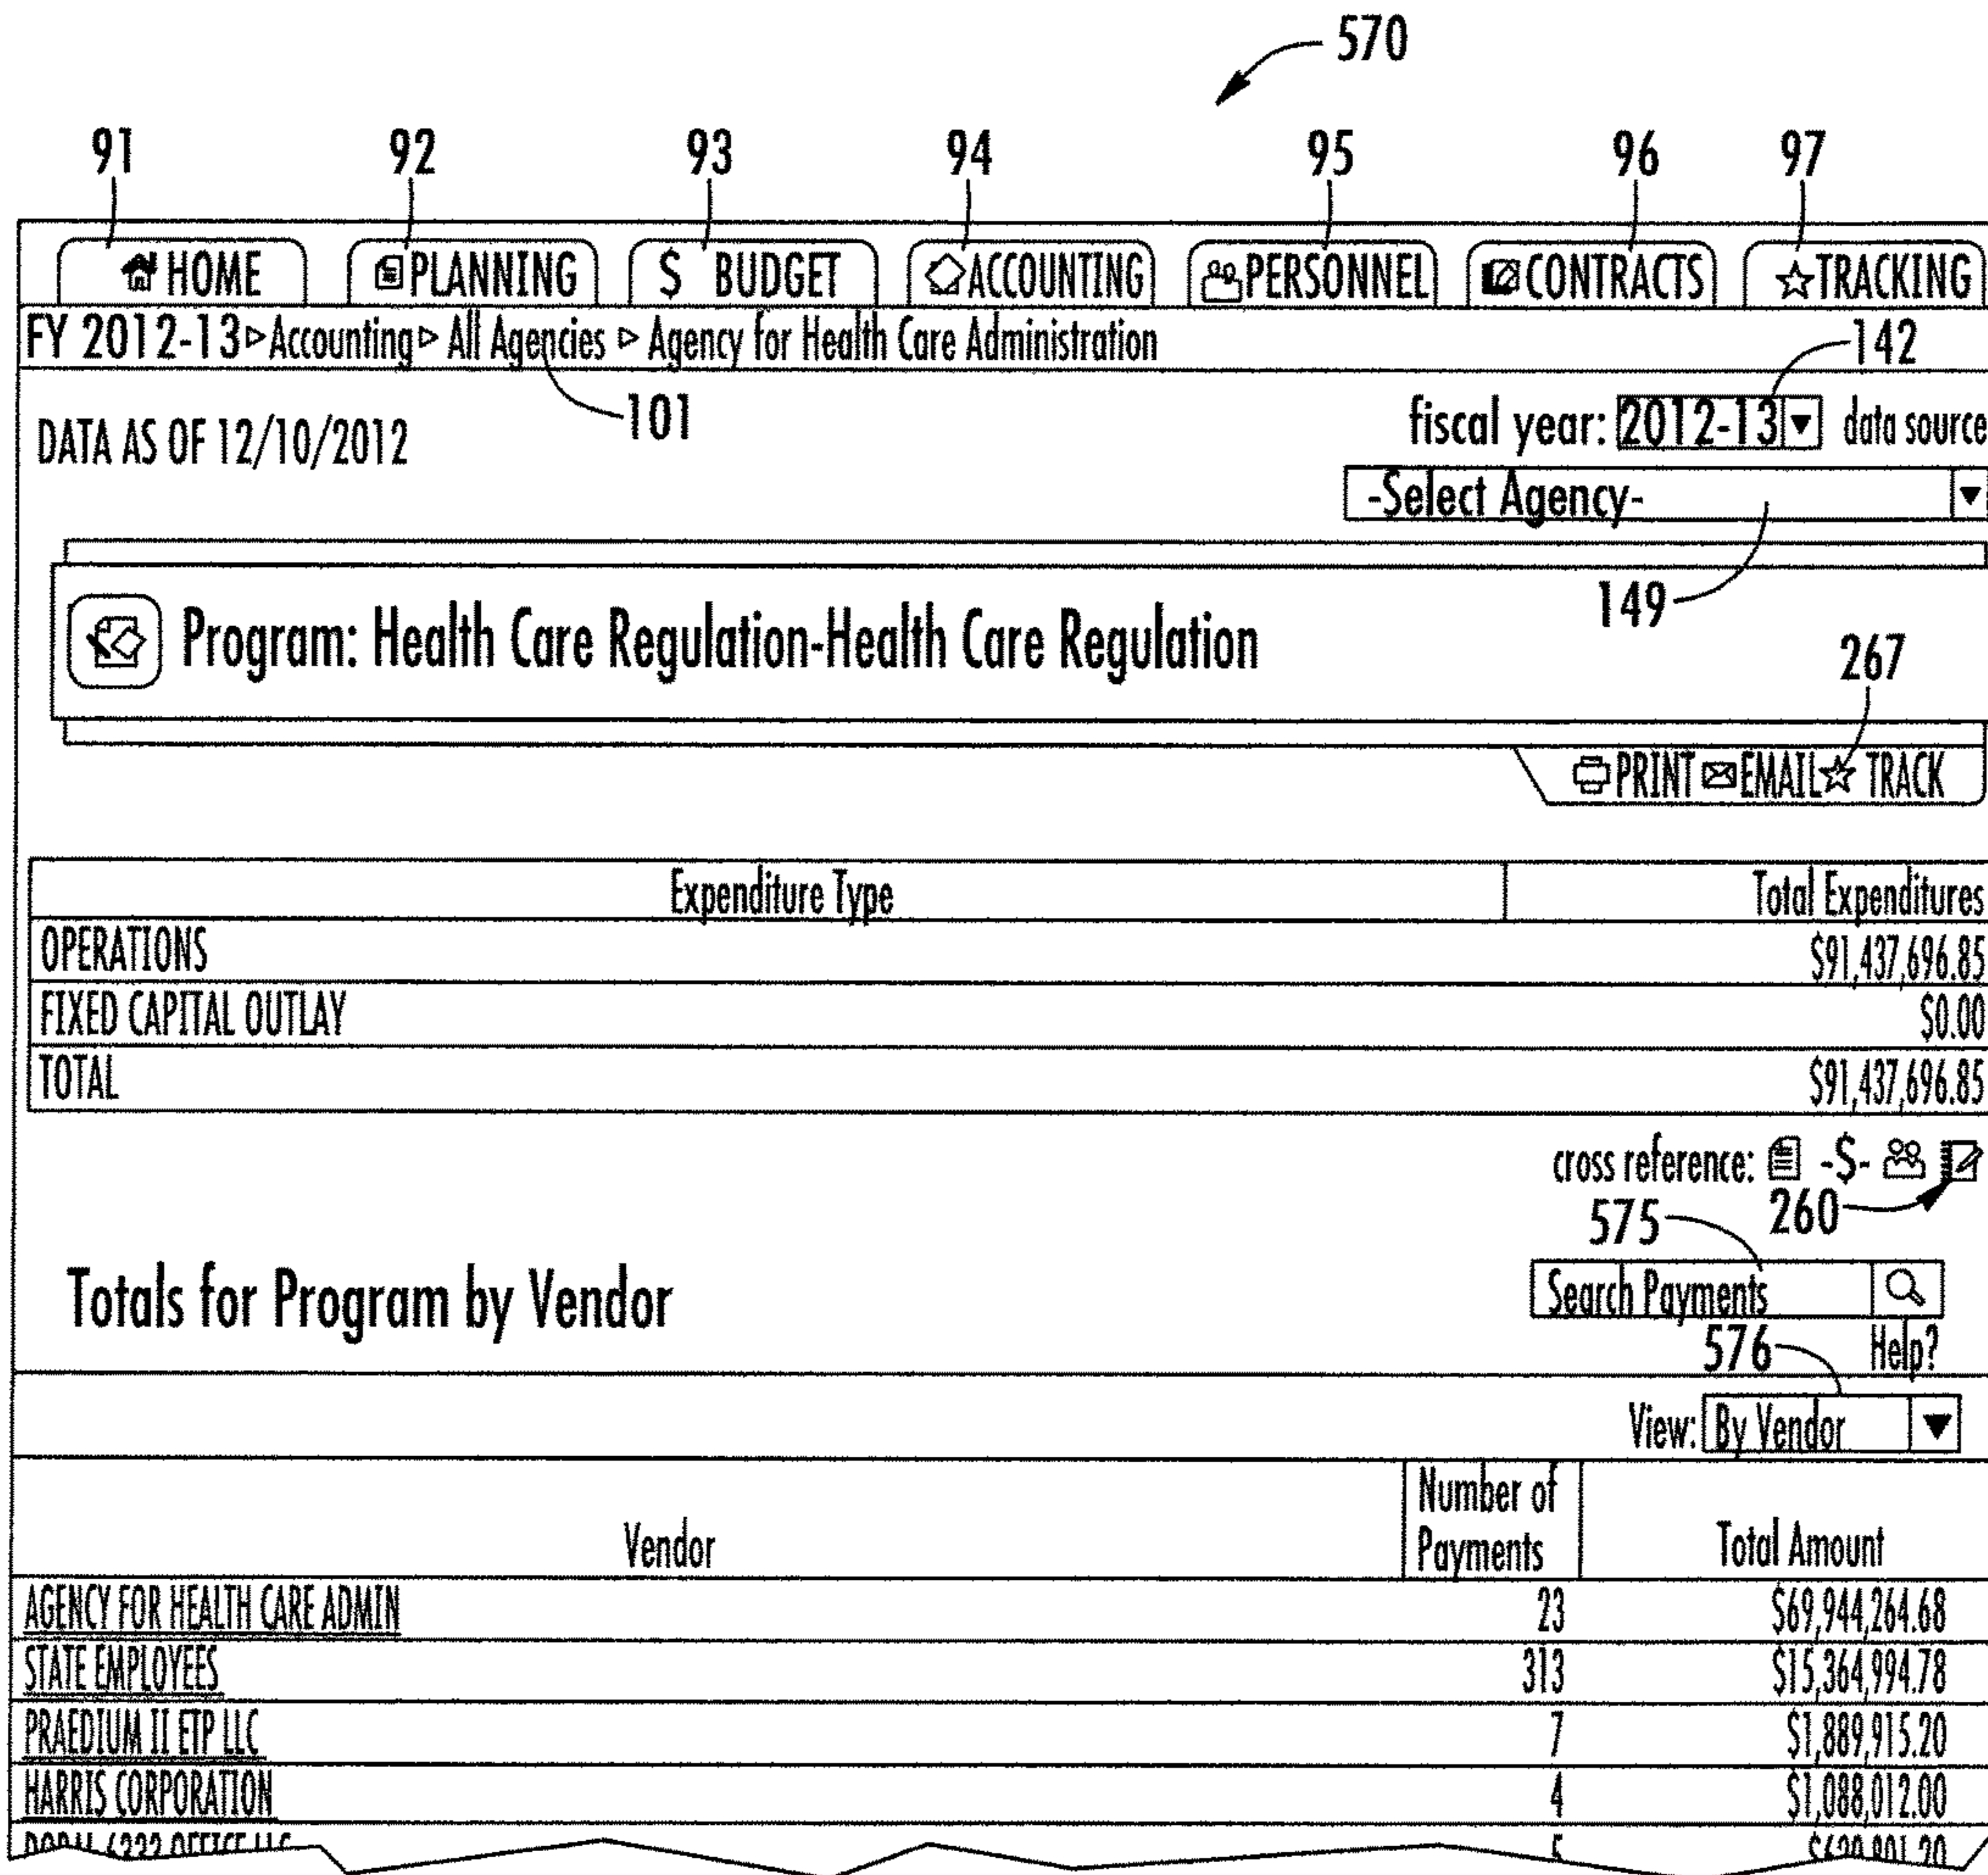 570
91 92 93 94 95 96 97
HOME PLANNING $ BUDGET ACCOUNTING PERSONNEL CONTRACTS TRACKING
FY 2012-13 ▷ Accounting ▷ All Agencies ▷ Agency for Health Care Administration
142
101
DATA AS OF 12/10/2012
fiscal year: 2012-13 ▼ data source
-Select Agency- ▼
149
Program: Health Care Regulation-Health Care Regulation
267
PRINT EMAIL TRACK
Expenditure Type Total Expenditures
OPERATIONS $91,437,696.85
FIXED CAPITAL OUTLAY $0.00
TOTAL $91,437,696.85
cross reference: -$-
575 260
Totals for Program by Vendor
Search Payments
576 Help?
View: By Vendor ▼
Vendor Number of Payments Total Amount
AGENCY FOR HEALTH CARE ADMIN 23 $69,944,264.68
STATE EMPLOYEES 313 $15,364,994.78
PRAEDIUM II ETP LLC 7 $1,889,915.20
HARRIS CORPORATION 4 $1,088,012.00
OFFICE LLC 5